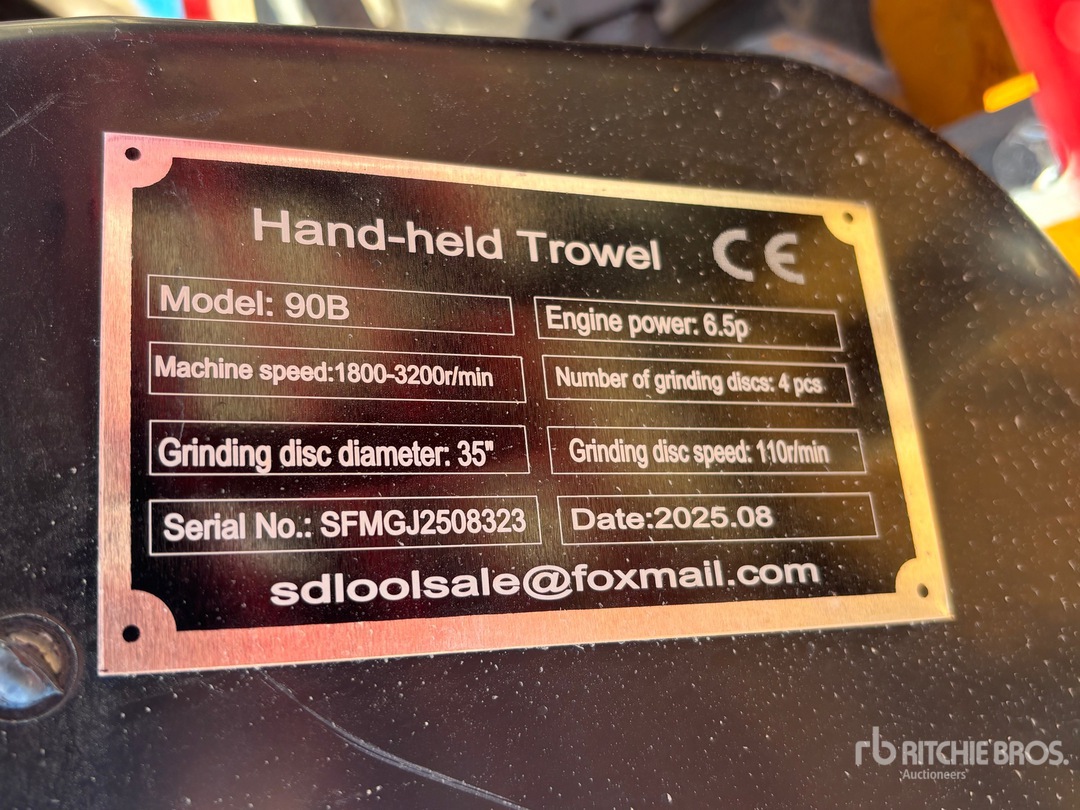 Hand-held Trowel CE
Model: 90B
Engine power: 6.5p
Machine speed:1800-3200r/min
Number of grinding discs: 4 pcs
Grinding disc diameter: 35"
Grinding disc speed: 110r/min
Serial No.: SFMGJ2508323
Date:2025.08
sdloolsale@foxmail.com
rb RITCHIE BROS.
Auctioneers